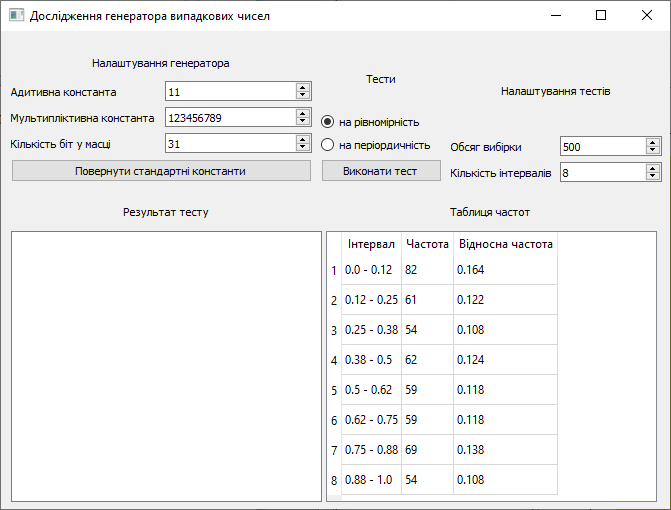 Дослідження генератора випадкових чисел
Налаштування генератора
Адитивна константа 11
Мультиплікативна константа 123456789
Кількість біт у масці 31
Повернути стандартні константи
Тести
на рівномірність
на періордичність
Виконати тест
Налаштування тестів
Обсяг вибірки 500
Кількість інтервалів 8
Результат тесту
Таблиця частот
Інтервал Частота Відносна частота
1 0.0 - 0.12 82 0.164
2 0.12 - 0.25 61 0.122
3 0.25 - 0.38 54 0.108
4 0.38 - 0.5 62 0.124
5 0.5 - 0.62 59 0.118
6 0.62 - 0.75 59 0.118
7 0.75 - 0.88 69 0.138
8 0.88 - 1.0 54 0.108